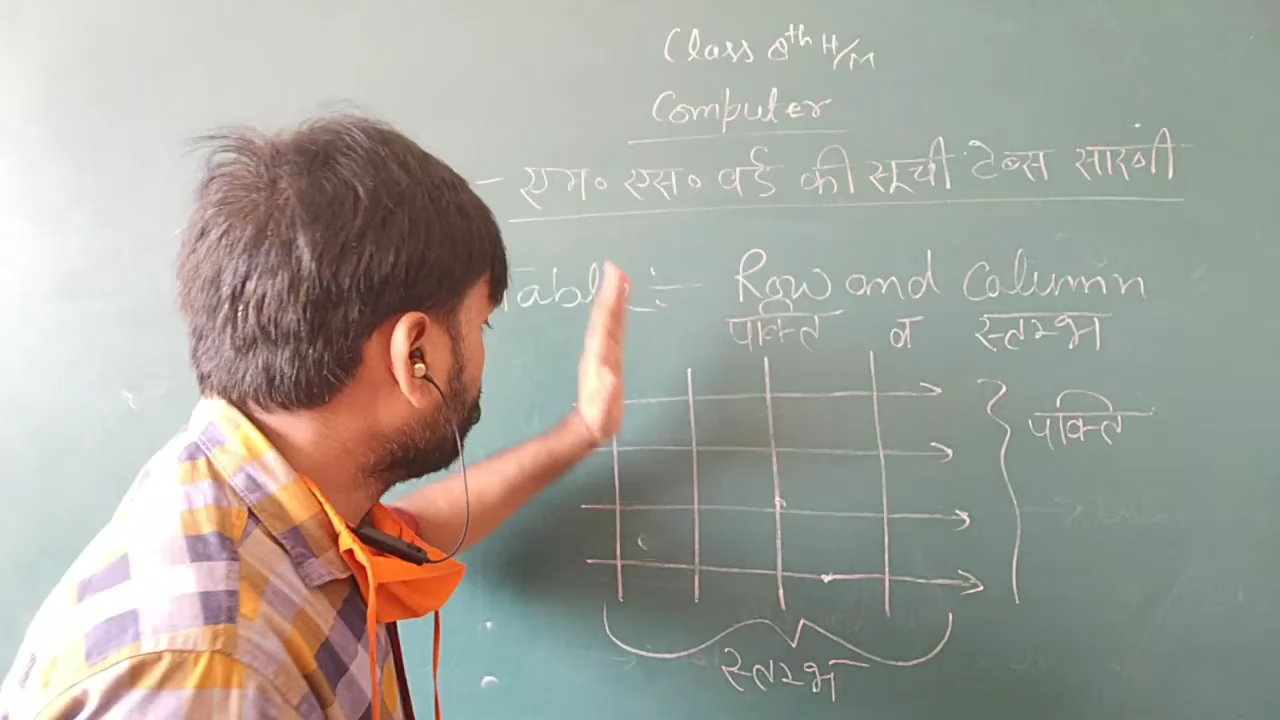 Class 8th H/M
Computer
- एम० एस० वर्ड की सूची टेब्स सारणी
Table :- Row and Column
पंक्ति व स्तम्भ
पंक्ति
स्तम्भ